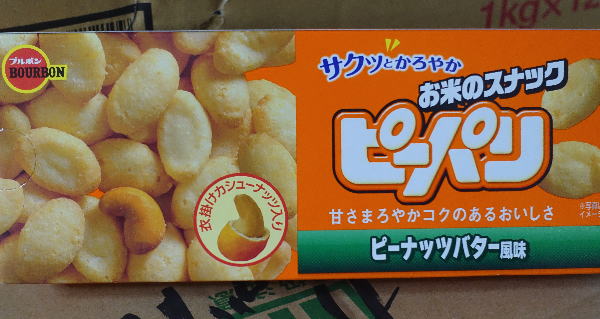 1kg×12
ブルボン
BOURBON
サクッとかろやか
お米のスナック
ピーパリ
甘さまろやかコクのあるおいしさ
ピーナッツバター風味
衣掛けカシューナッツ入り